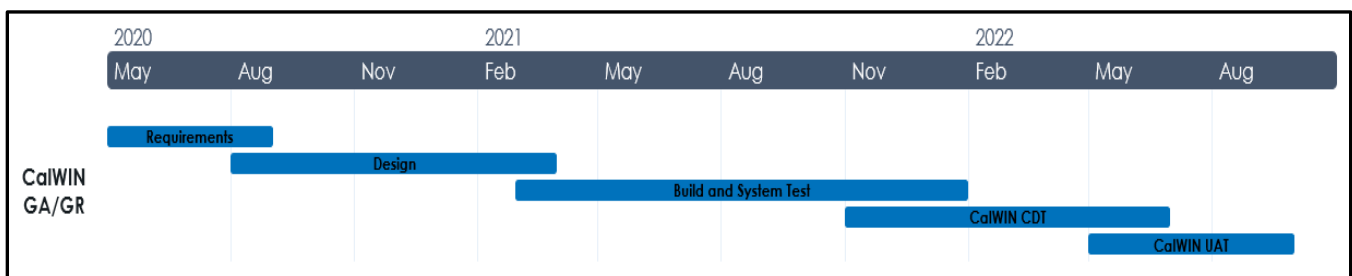 2020 2021 2022
May Aug Nov Feb May Aug Nov Feb May Aug
Requirements
Design
CalWIN
GA/GR
Build and System Test
CalWIN CDT
CalWIN UAT